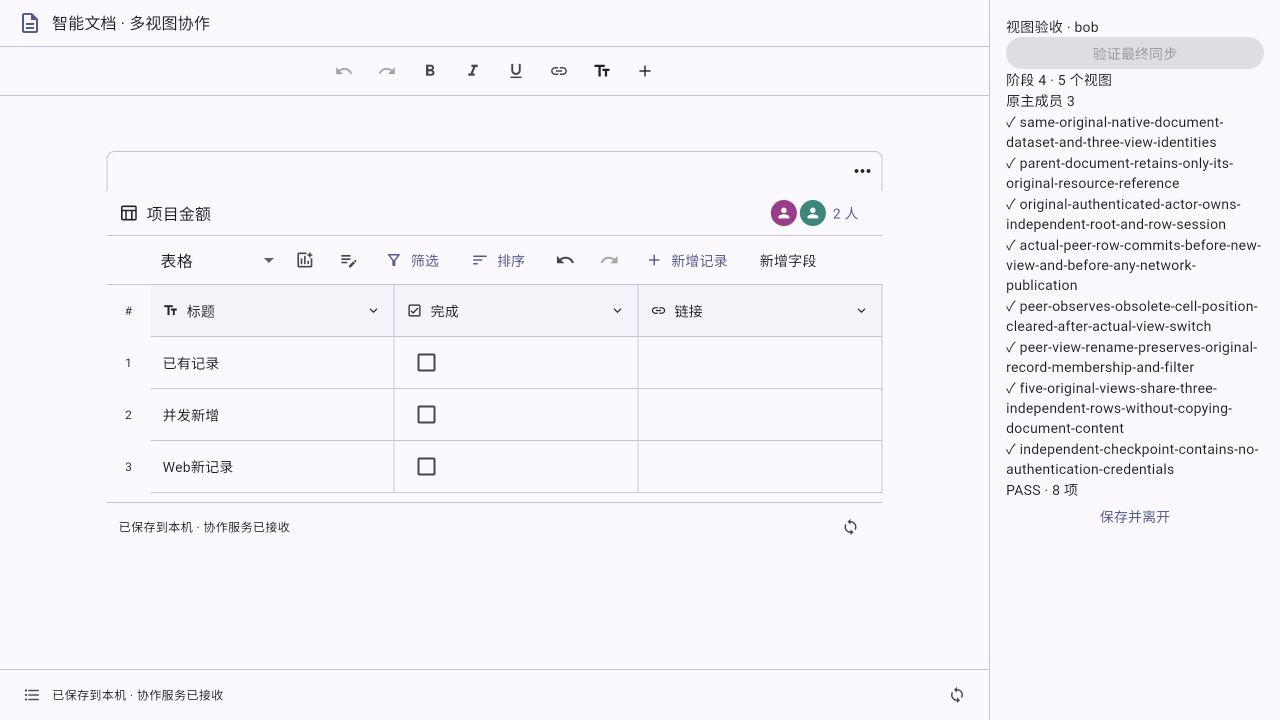 智能文档 · 多视图协作
项目金额
2 人
表格
筛选
排序
新增记录
新增字段
# 标题 完成 链接
1 已有记录
2 并发新增
3 Web新记录
已保存到本机 · 协作服务已接收
已保存到本机 · 协作服务已接收
视图验收 · bob
验证最终同步
阶段 4 · 5 个视图
原主成员 3
✓ same-original-native-document-
dataset-and-three-view-identities
✓ parent-document-retains-only-its-
original-resource-reference
✓ original-authenticated-actor-owns-
independent-root-and-row-session
✓ actual-peer-row-commits-before-new-
view-and-before-any-network-
publication
✓ peer-observes-obsolete-cell-position-
cleared-after-actual-view-switch
✓ peer-view-rename-preserves-original-
record-membership-and-filter
✓ five-original-views-share-three-
independent-rows-without-copying-
document-content
✓ independent-checkpoint-contains-no-
authentication-credentials
PASS · 8 项
保存并离开